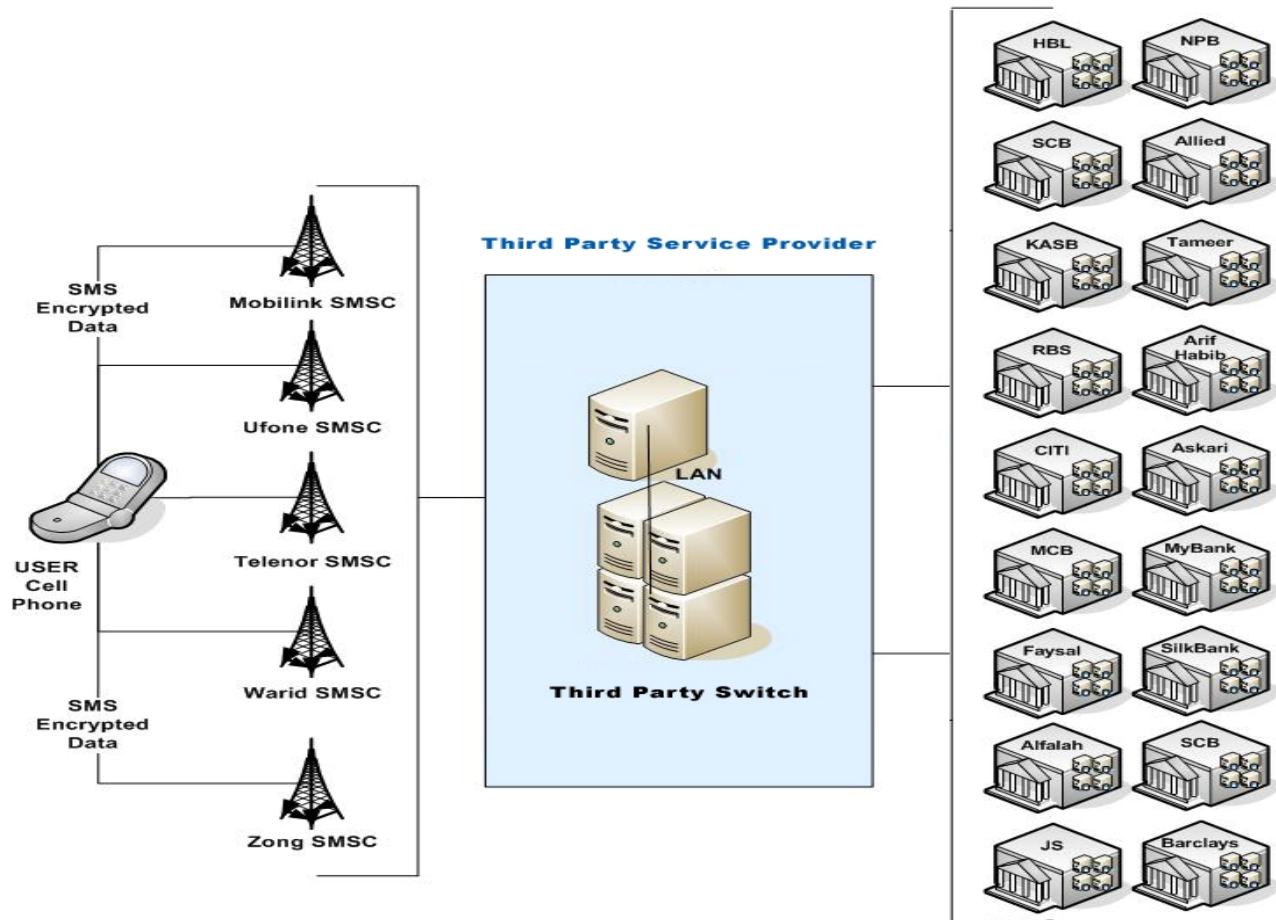 HBL
NPB
SCB
Allied
KASB
Tameer
RBS
Arif
Habib
CITI
Askari
MCB
MyBank
Faysal
SilkBank
Alfalah
SCB
JS
Barclays
Third Party Service Provider
LAN
Third Party Switch
SMS
Encrypted
Data
Mobilink SMSC
Ufone SMSC
Telenor SMSC
USER
Cell
Phone
Warid SMSC
SMS
Encrypted
Data
Zong SMSC